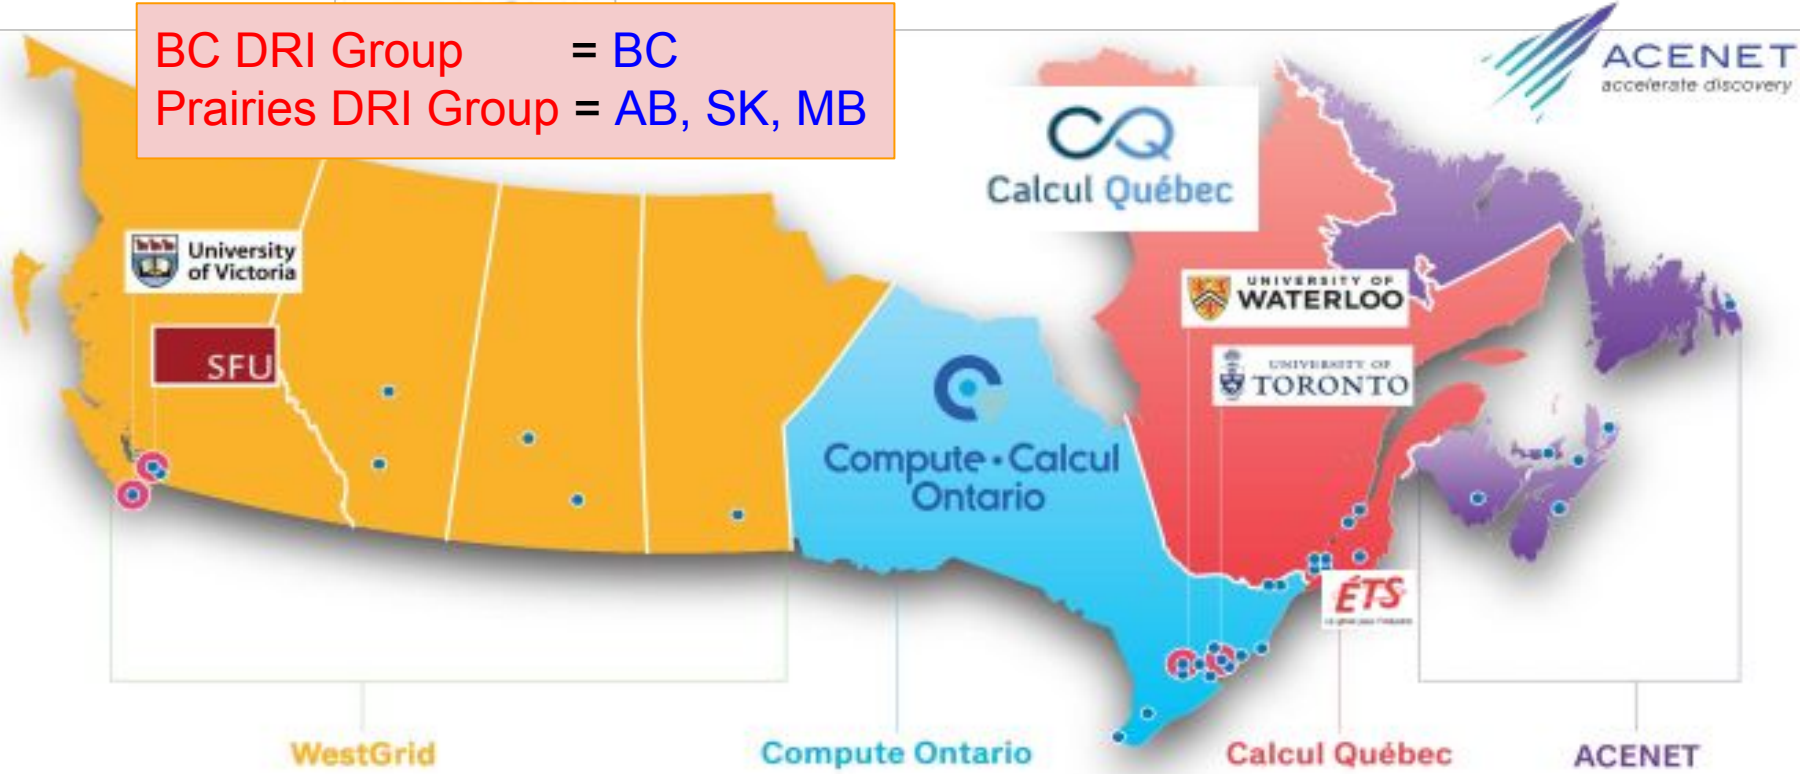 BC DRI Group = BC
Prairies DRI Group = AB, SK, MB
ACENET
accelerate discovery
Calcul Québec
University
of Victoria
SFU
UNIVERSITY OF
WATERLOO
UNIVERSITY OF
TORONTO
Compute • Calcul
Ontario
ÉTS
WestGrid
Compute Ontario
Calcul Québec
ACENET